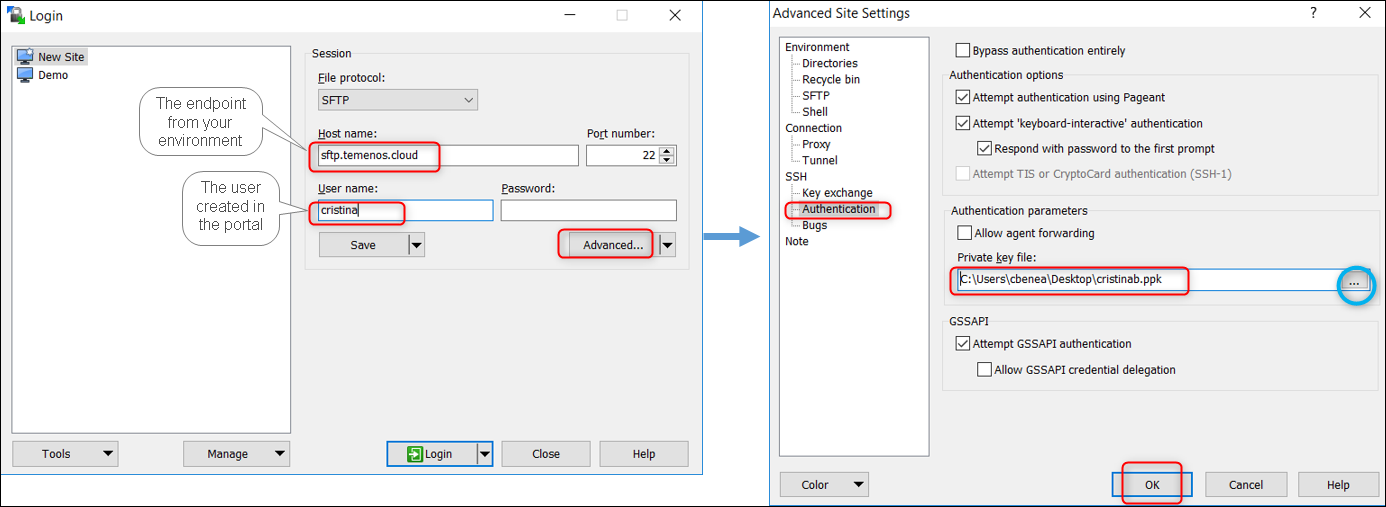 Login
New Site
Demo
The endpoint
from your
environment
The user
created in
the portal
Session
File protocol:
SFTP
Host name:
Port number:
sftp.temenos.cloud
22
User name:
Password:
cristina
Save
Advanced...
Tools
Manage
Login
Close
Help
Advanced Site Settings
?
Environment
Directories
Recycle bin
SFTP
Shell
Connection
Proxy
Tunnel
SSH
Key exchange
Authentication
Bugs
Note
Bypass authentication entirely
Authentication options
Attempt authentication using Pageant
Attempt 'keyboard-interactive' authentication
Respond with password to the first prompt
Attempt TIS or CryptoCard authentication (SSH-1)
Authentication parameters
Allow agent forwarding
Private key file:
C:\Users\cbenea\Desktop\cristinab.ppk
...
GSSAPI
Attempt GSSAPI authentication
Allow GSSAPI credential delegation
Color
OK
Cancel
Help